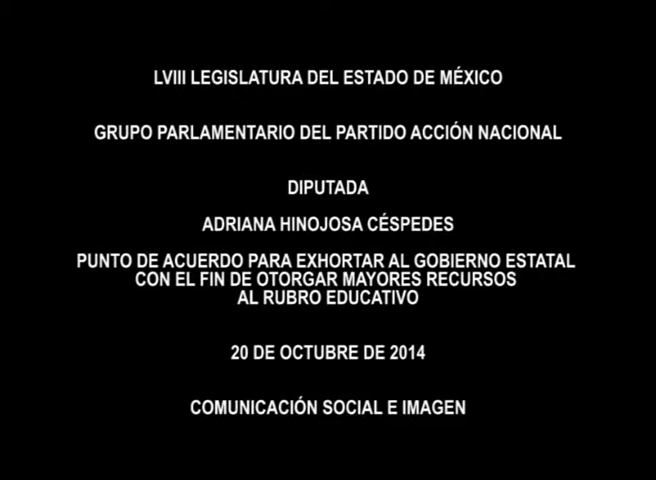 LVIII LEGISLATURA DEL ESTADO DE MÉXICO
GRUPO PARLAMENTARIO DEL PARTIDO ACCIÓN NACIONAL
DIPUTADA
ADRIANA HINOJOSA CÉSPEDES
PUNTO DE ACUERDO PARA EXHORTAR AL GOBIERNO ESTATAL
CON EL FIN DE OTORGAR MAYORES RECURSOS
AL RUBRO EDUCATIVO
20 DE OCTUBRE DE 2014
COMUNICACIÓN SOCIAL E IMAGEN